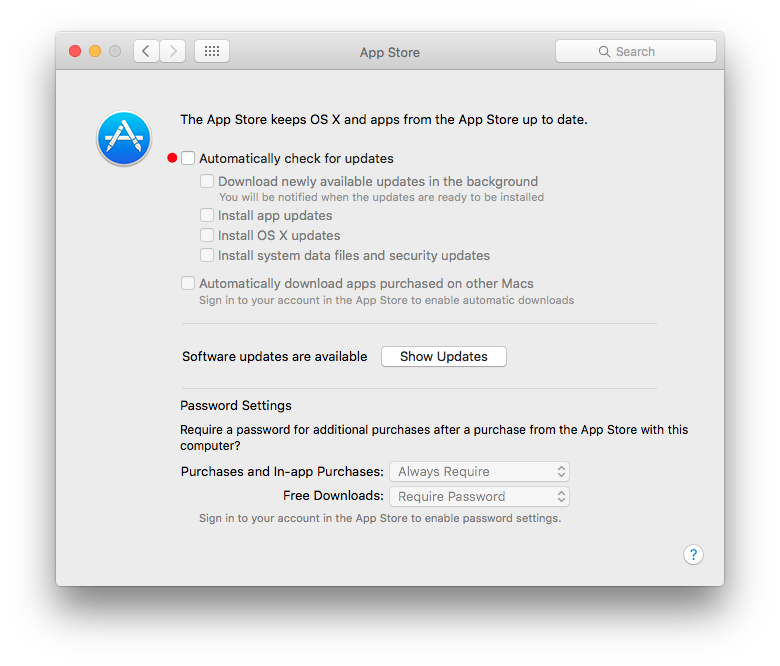 App Store
Search
The App Store keeps OS X and apps from the App Store up to date.
Automatically check for updates
Download newly available updates in the background
You will be notified when the updates are ready to be installed
Install app updates
Install OS X updates
Install system data files and security updates
Automatically download apps purchased on other Macs
Sign in to your account in the App Store to enable automatic downloads
Software updates are available Show Updates
Password Settings
Require a password for additional purchases after a purchase from the App Store with this
computer?
Purchases and In-app Purchases: Always Require
Free Downloads: Require Password
Sign in to your account in the App Store to enable password settings.
?